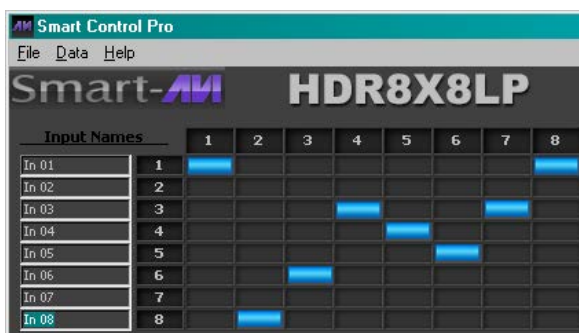 AVI Smart Control Pro
File Data Help
Smart-AVI HDR8X8LP
Input Names 1 2 3 4 5 6 7 8
In 01 1
In 02 2
In 03 3
In 04 4
In 05 5
In 06 6
In 07 7
In 08 8